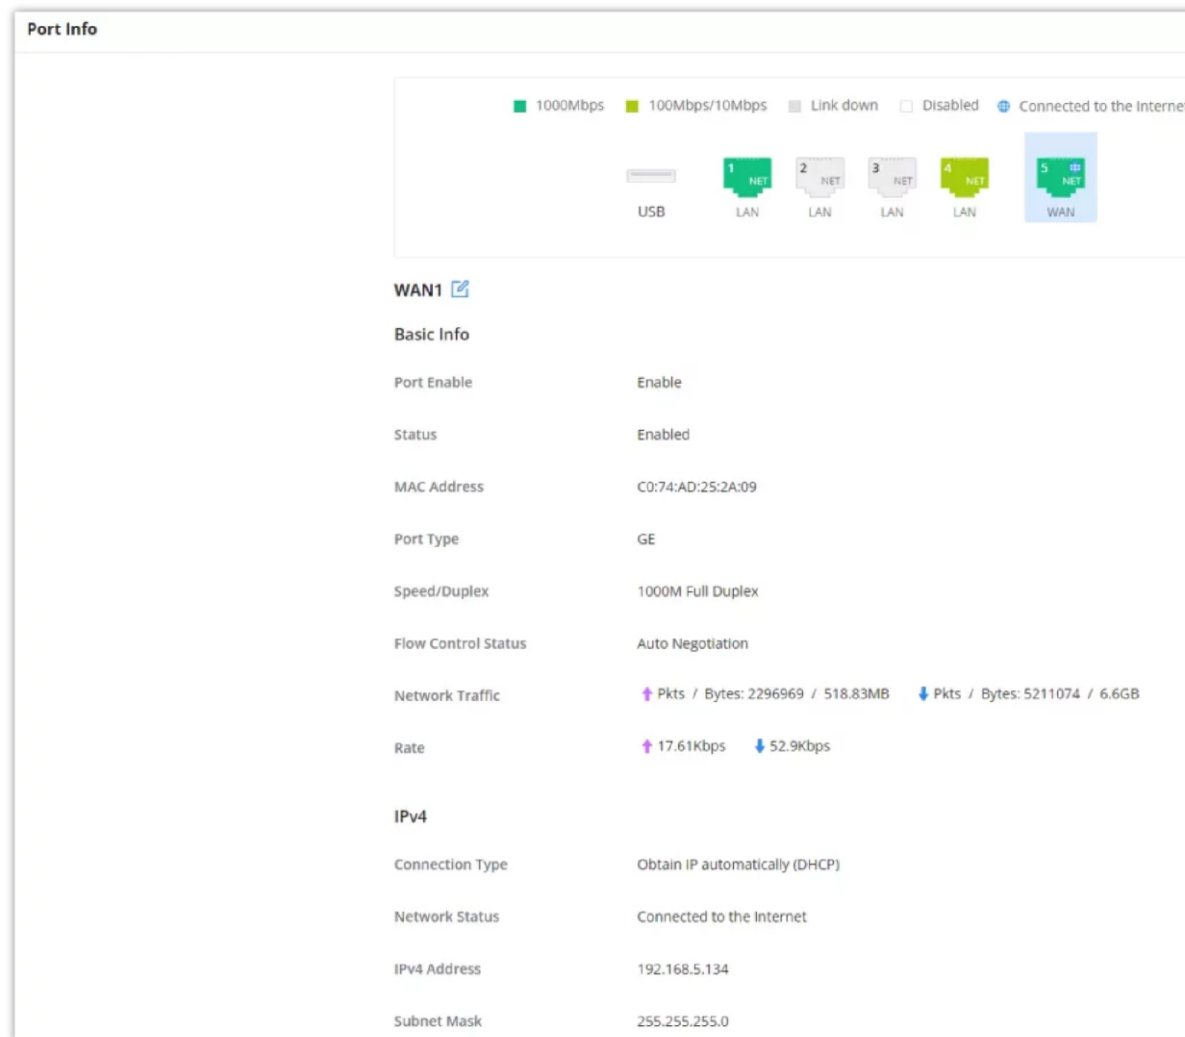 Port Info
1000Mbps 100Mbps/10Mbps Link down Disabled Connected to the Interne
1 NET 2 NET 3 NET 4 NET 5 NET
USB LAN LAN LAN LAN WAN
WAN1
Basic Info
Port Enable Enable
Status Enabled
MAC Address C0:74:AD:25:2A:09
Port Type GE
Speed/Duplex 1000M Full Duplex
Flow Control Status Auto Negotiation
Network Traffic Pkts / Bytes: 2296969 / 518.83MB Pkts / Bytes: 5211074 / 6.6GB
Rate 17.61Kbps 52.9Kbps
IPv4
Connection Type Obtain IP automatically (DHCP)
Network Status Connected to the Internet
IPv4 Address 192.168.5.134
Subnet Mask 255.255.255.0